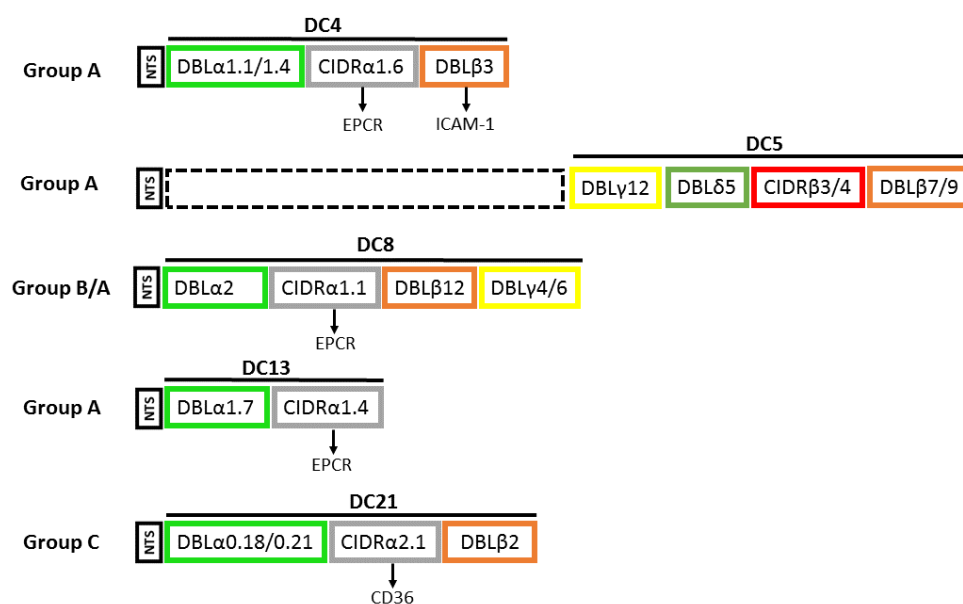 DC4
Group A NTS DBLα1.1/1.4 CIDRα1.6 DBLβ3
EPCR ICAM-1
DC5
Group A NTS DBLγ12 DBLδ5 CIDRβ3/4 DBLβ7/9
DC8
Group B/A NTS DBLα2 CIDRα1.1 DBLβ12 DBLγ4/6
EPCR
DC13
Group A NTS DBLα1.7 CIDRα1.4
EPCR
DC21
Group C NTS DBLα0.18/0.21 CIDRα2.1 DBLβ2
CD36